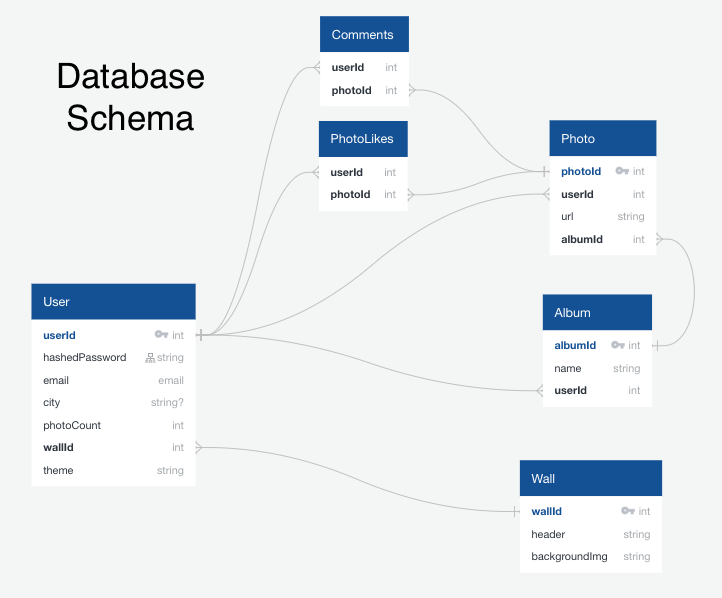 Database
Schema
Comments
userId int
photoId int
PhotoLikes
userId int
photoId int
Photo
photoId int
userId int
url string
albumId int
User
userId int
hashedPassword string
email email
city string?
photoCount int
wallId int
theme string
Album
albumId int
name string
userId int
Wall
wallId int
header string
backgroundImg string